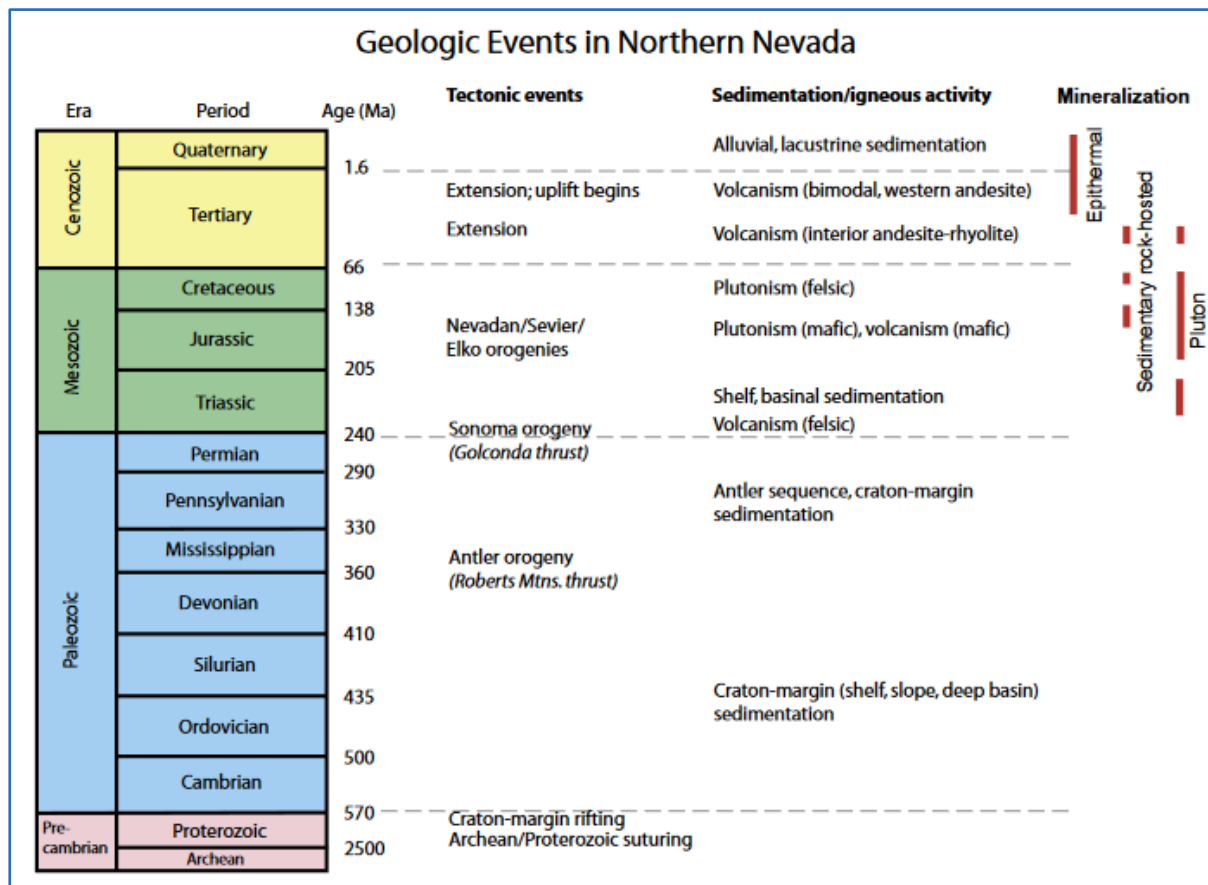 Geologic Events in Northern Nevada
Era Period Age (Ma) Tectonic events Sedimentation/igneous activity Mineralization
Cenozoic
Quaternary
Alluvial, lacustrine sedimentation
1.6
Tertiary
Extension; uplift begins
Volcanism (bimodal, western andesite)
Extension
Volcanism (interior andesite-rhyolite)
66
Mesozoic
Cretaceous
Plutonism (felsic)
138
Jurassic
Nevadan/Sevier/
Elko orogenies
Plutonism (mafic), volcanism (mafic)
205
Triassic
Shelf, basinal sedimentation
Volcanism (felsic)
240
Sonoma orogeny
(Golconda thrust)
Paleozoic
Permian
290
Pennsylvanian
Antler sequence, craton-margin
sedimentation
330
Mississippian
Antler orogeny
(Roberts Mtns. thrust)
360
Devonian
410
Silurian
435
Craton-margin (shelf, slope, deep basin)
sedimentation
Ordovician
500
Cambrian
570
Craton-margin rifting
Archean/Proterozoic suturing
Pre-
cambrian
Proterozoic
2500
Archean
Epithermal
Sedimentary rock-hosted
Pluton